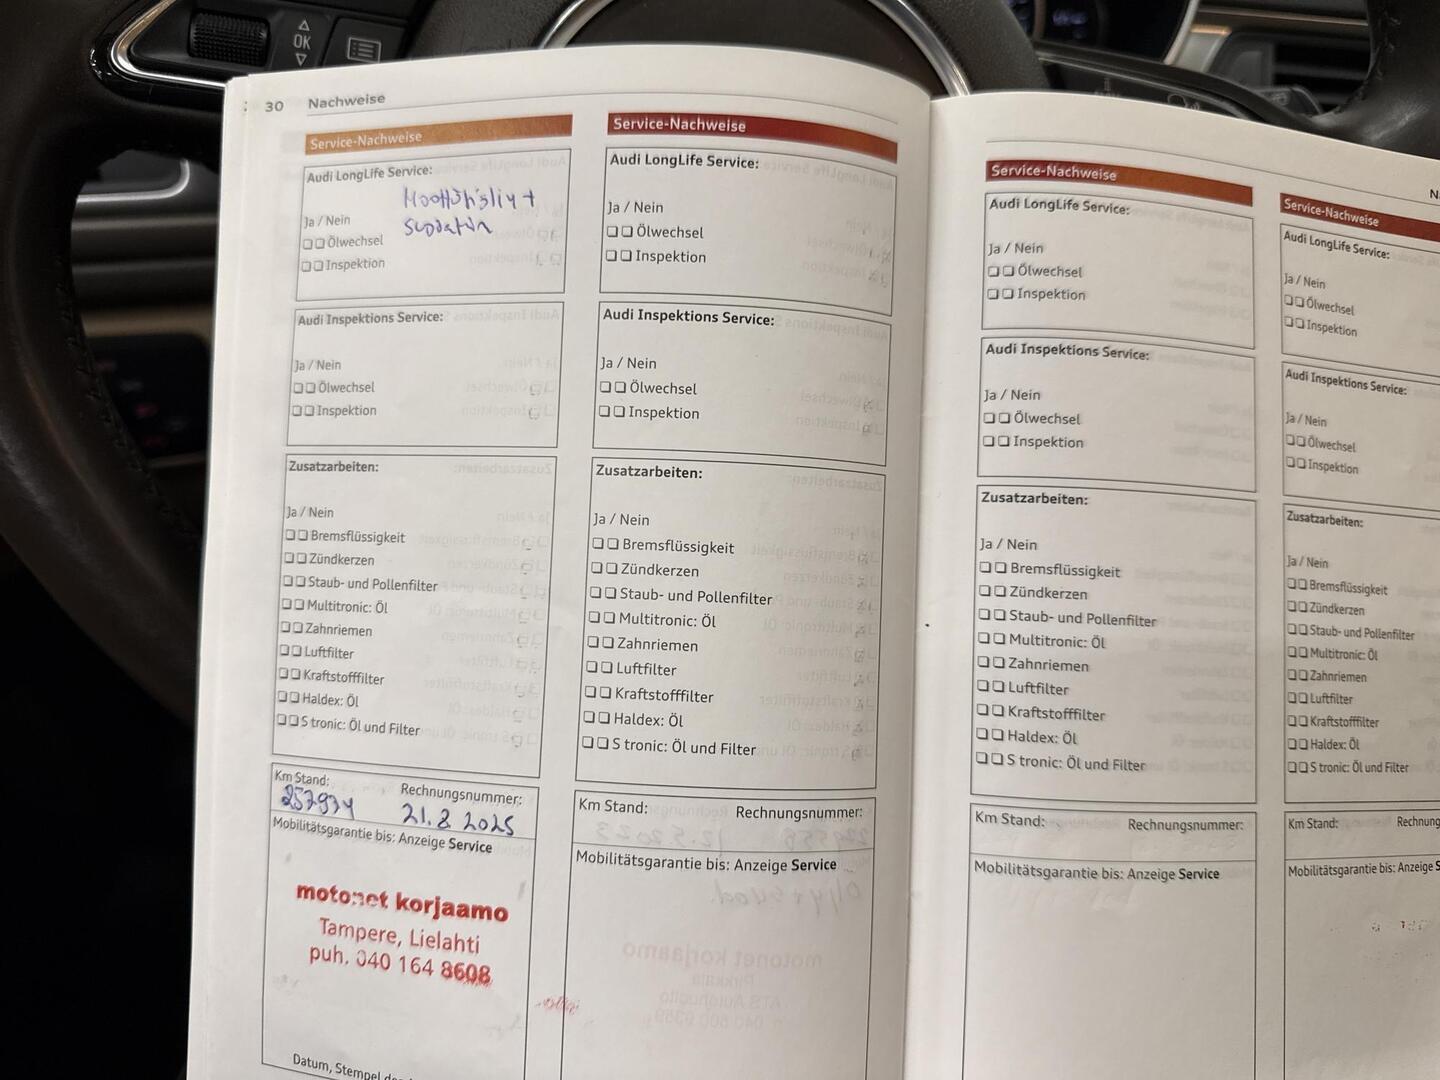 OK
30 Nachweise
Service-Nachweise
Audi LongLife Service:
Moottoriöljy +
suodatin
Ja / Nein
Ölwechsel
Inspektion
Audi Inspektions Service:
Ja / Nein
Ölwechsel
Inspektion
Zusatzarbeiten:
Ja / Nein
Bremsflüssigkeit
Zündkerzen
Staub- und Pollenfilter
Multitronic: Öl
Zahnriemen
Luftfilter
Kraftstofffilter
Haldex: Öl
S tronic: Öl und Filter
Km Stand: Rechnungsnummer:
257974 21.8 2025
Mobilitätsgarantie bis: Anzeige Service
motonet korjaamo
Tampere, Lielahti
puh. 040 164 8608
Datum, Stempel
Service-Nachweise
Audi LongLife Service:
Ja / Nein
Ölwechsel
Inspektion
Audi Inspektions Service:
Ja / Nein
Ölwechsel
Inspektion
Zusatzarbeiten:
Ja / Nein
Bremsflüssigkeit
Zündkerzen
Staub- und Pollenfilter
Multitronic: Öl
Zahnriemen
Luftfilter
Kraftstofffilter
Haldex: Öl
S tronic: Öl und Filter
Km Stand: Rechnungsnummer:
Mobilitätsgarantie bis: Anzeige Service
Service-Nachweise
Audi LongLife Service:
Ja / Nein
Ölwechsel
Inspektion
Audi Inspektions Service:
Ja / Nein
Ölwechsel
Inspektion
Zusatzarbeiten:
Ja / Nein
Bremsflüssigkeit
Zündkerzen
Staub- und Pollenfilter
Multitronic: Öl
Zahnriemen
Luftfilter
Kraftstofffilter
Haldex: Öl
S tronic: Öl und Filter
Km Stand: Rechnungsnummer:
Mobilitätsgarantie bis: Anzeige Service
Service-Nachweise
Audi LongLife Service:
Ja / Nein
Ölwechsel
Inspektion
Audi Inspektions Service:
Ja / Nein
Ölwechsel
Inspektion
Zusatzarbeiten:
Ja / Nein
Bremsflüssigkeit
Zündkerzen
Staub- und Pollenfilter
Multitronic: Öl
Zahnriemen
Luftfilter
Kraftstofffilter
Haldex: Öl
S tronic: Öl und Filter
Km Stand: Rechnung
Mobilitätsgarantie bis: Anzeige S